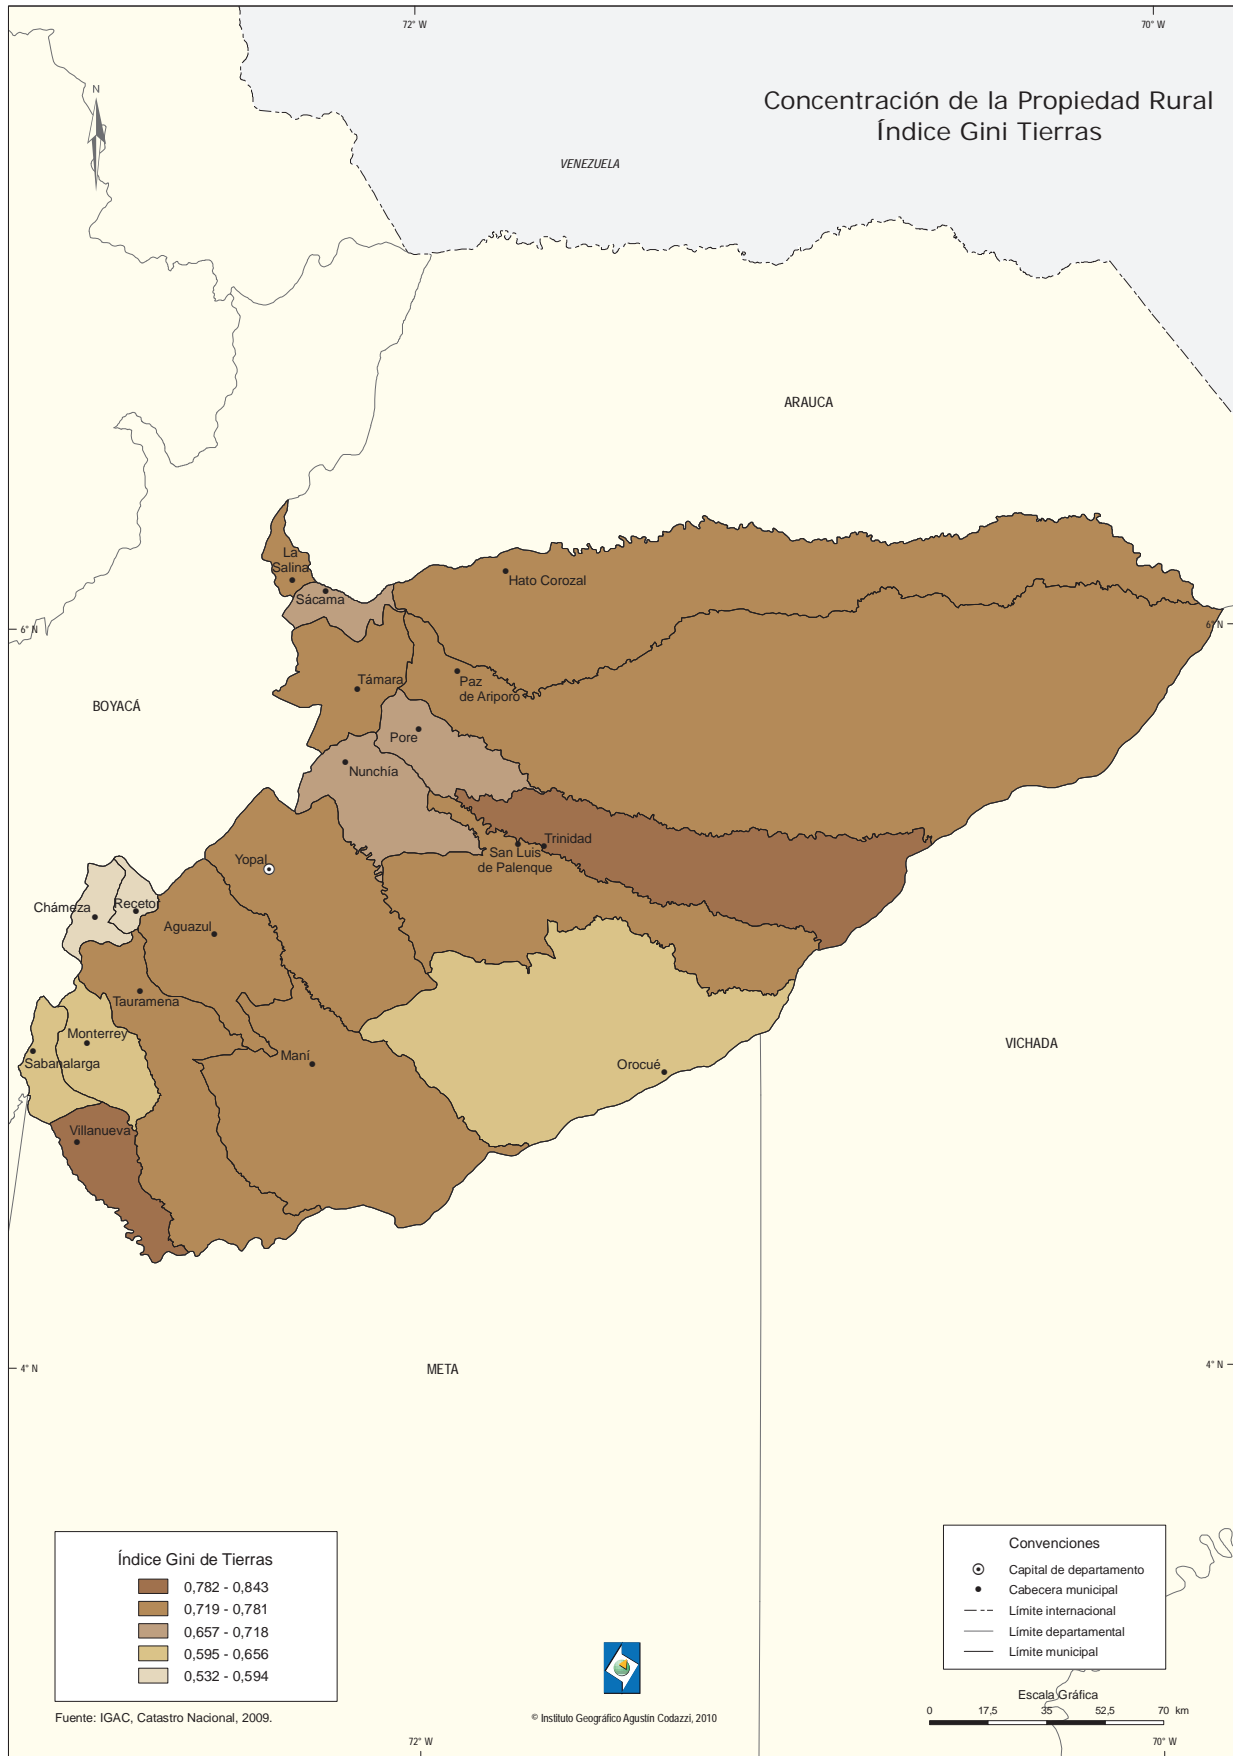 72° W
70° W
N
Concentración de la Propiedad Rural
Índice Gini Tierras
VENEZUELA
ARAUCA
La
Salina
Hato Corozal
Sácama
6° N
6° N
Támara
Paz
de Ariporo
BOYACÁ
Pore
Nunchía
Trinidad
San Luis
de Palenque
Yopal
Chámeza
Receto
Aguazul
Tauramena
Monterrey
Sabanalarga
Maní
Orocué
VICHADA
Villanueva
4° N
4° N
META
Índice Gini de Tierras
0,782 - 0,843
0,719 - 0,781
0,657 - 0,718
0,595 - 0,656
0,532 - 0,594
Convenciones
Capital de departamento
Cabecera municipal
Límite internacional
Límite departamental
Límite municipal
Escala Gráfica
0 17,5 35 52,5 70 km
Fuente: IGAC, Catastro Nacional, 2009.
© Instituto Geográfico Agustín Codazzi, 2010
72° W
70° W